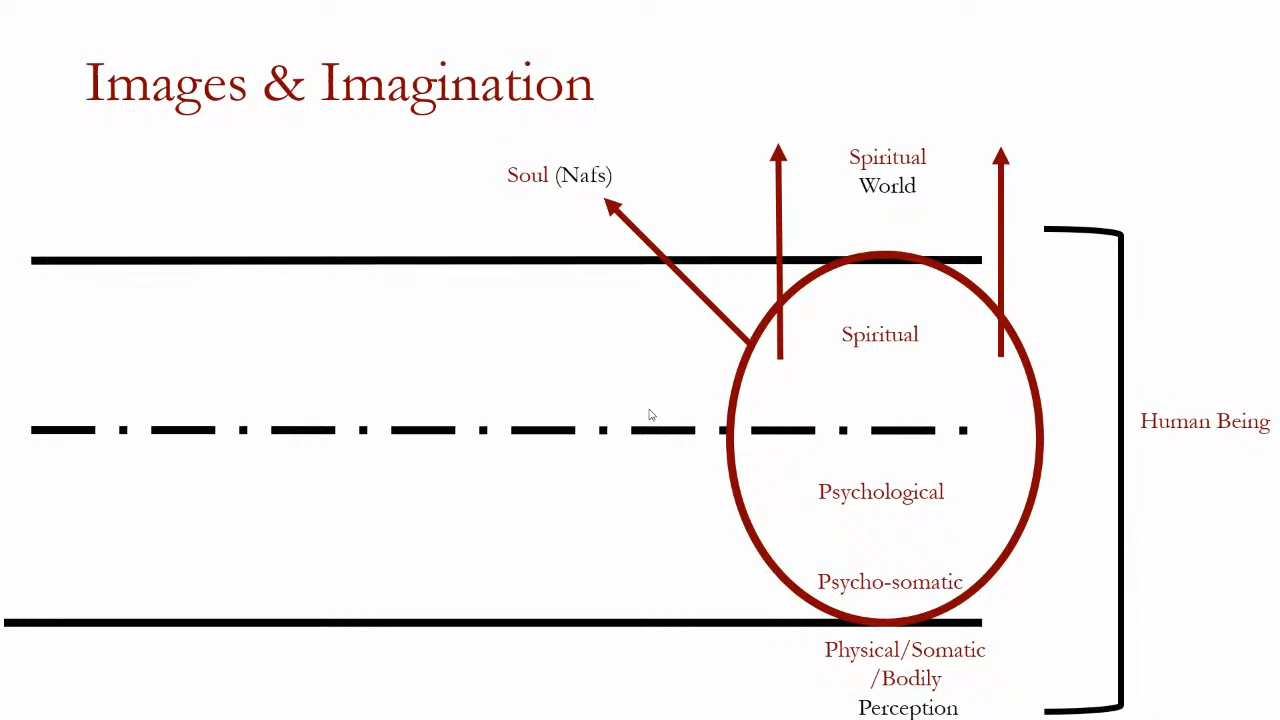 Images & Imagination
Spiritual
World
Soul (Nafs)
Spiritual
Human Being
Psychological
Psycho-somatic
Physical/Somatic
/Bodily
Perception